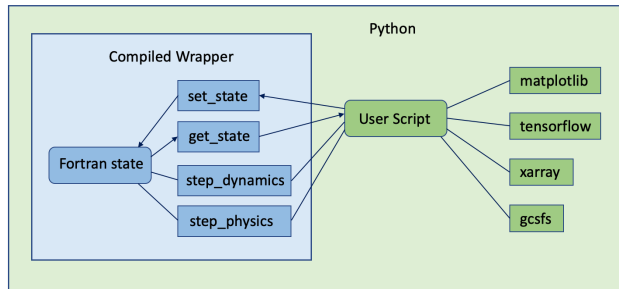 Python
Compiled Wrapper
set_state
get_state
Fortran state
step_dynamics
step_physics
User Script
matplotlib
tensorflow
xarray
gcsfs